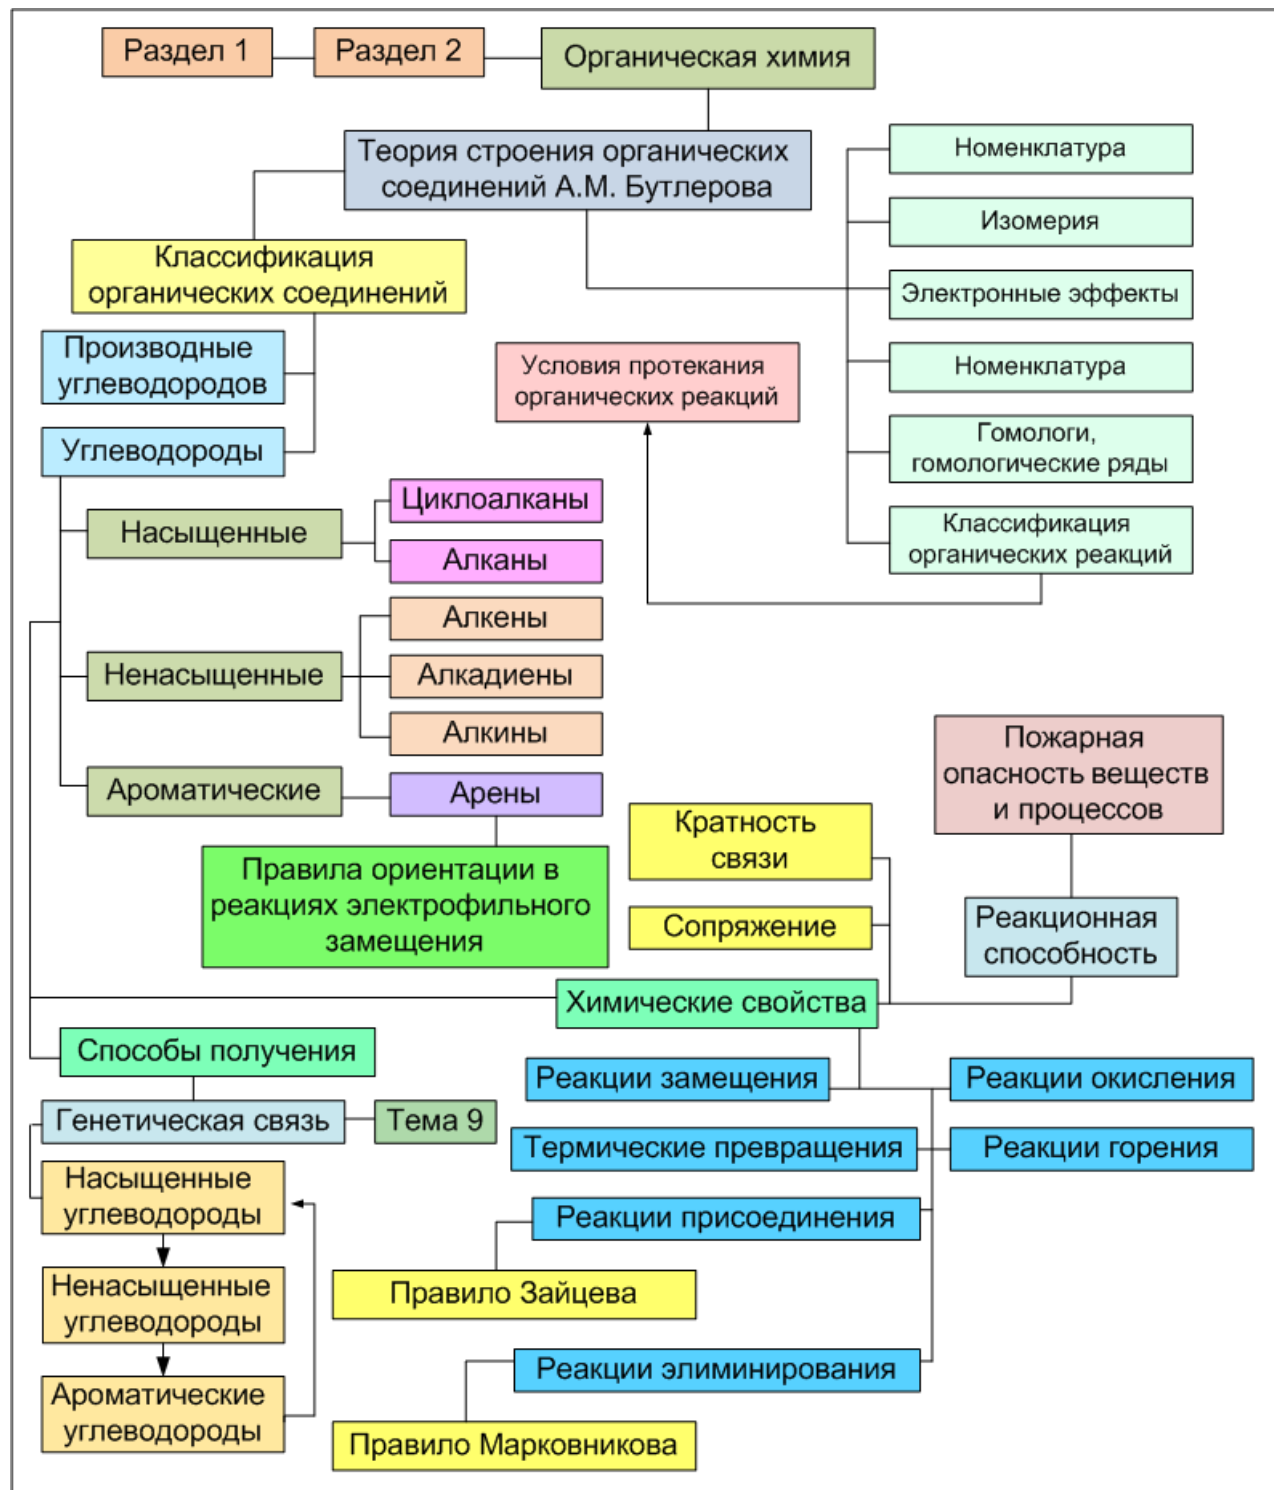 Раздел 1
Раздел 2
Органическая химия
Теория строения органических
соединений А.М. Бутлерова
Классификация
органических соединений
Производные
углеводородов
Углеводороды
Номенклатура
Изомерия
Электронные эффекты
Номенклатура
Гомологи,
гомологические ряды
Классификация
органических реакций
Условия протекания
органических реакций
Насыщенные
Циклоалканы
Алканы
Ненасыщенные
Алкены
Алкадиены
Алкины
Ароматические
Арены
Правила ориентации в
реакциях электрофильного
замещения
Пожарная
опасность веществ
и процессов
Кратность
связи
Сопряжение
Реакционная
способность
Химические свойства
Способы получения
Генетическая связь
Тема 9
Насыщенные
углеводороды
Ненасыщенные
углеводороды
Ароматические
углеводороды
Реакции замещения
Реакции окисления
Термические превращения
Реакции горения
Реакции присоединения
Правило Зайцева
Реакции элиминирования
Правило Марковникова